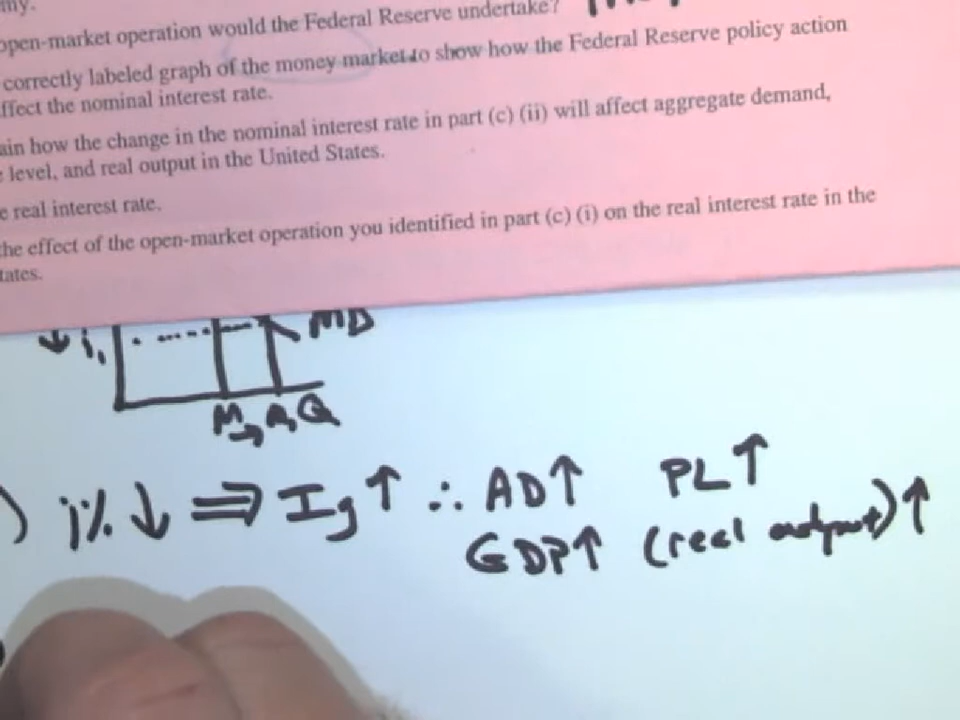 my.
open-market operation would the Federal Reserve undertake?
correctly labeled graph of the money market to show how the Federal Reserve policy action
ffect the nominal interest rate.
ain how the change in the nominal interest rate in part (c) (ii) will affect aggregate demand,
level, and real output in the United States.
e real interest rate.
the effect of the open-market operation you identified in part (c) (i) on the real interest rate in the
tates.
↓ i, MD
M → Q
) i% ↓ ⇒ Ig ↑ ∴ AD↑ PL↑
GDP↑ (real output)↑